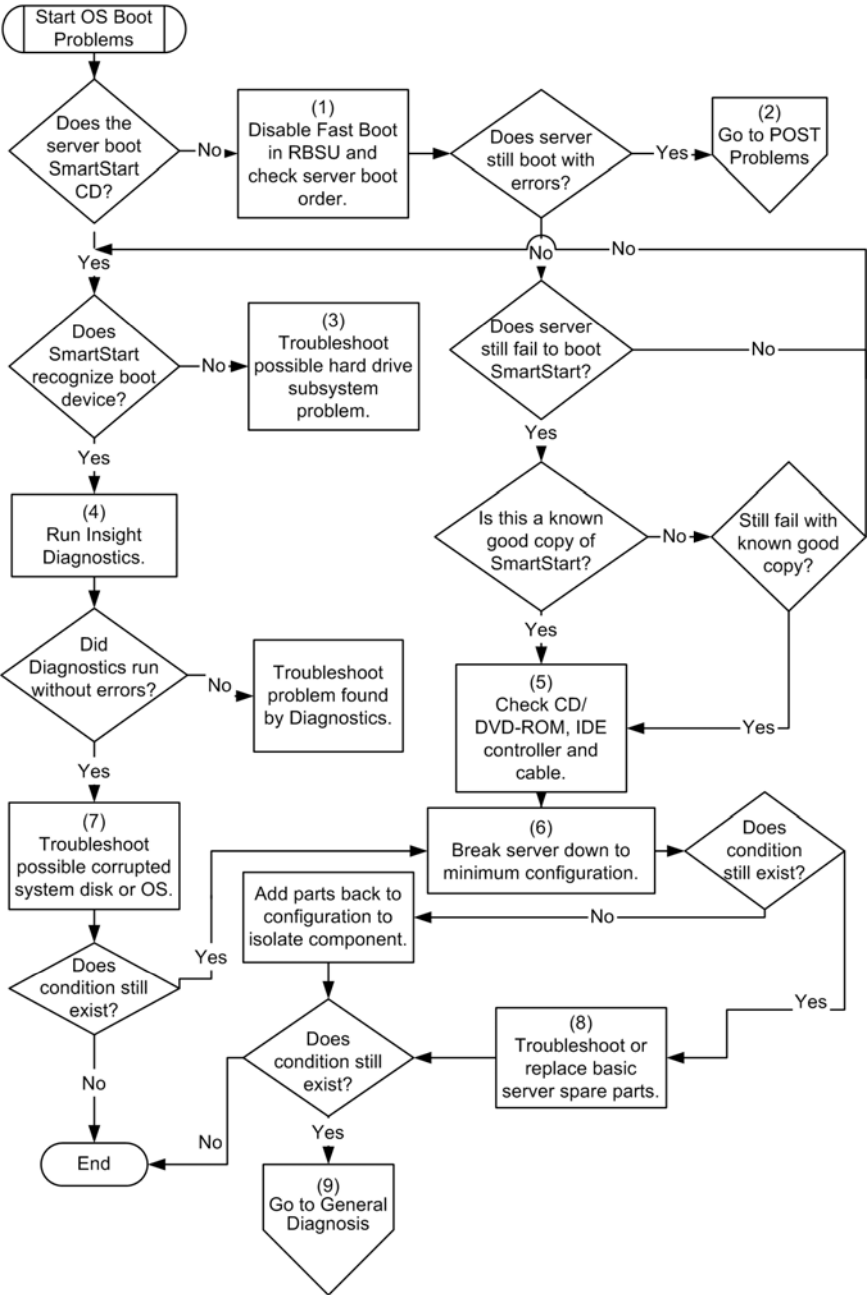 Start OS Boot
Problems
Does the
server boot
SmartStart
CD?
No
(1)
Disable Fast Boot
in RBSU and
check server boot
order.
Does server
still boot with
errors?
Yes
(2)
Go to POST
Problems
Yes
No
No
Does
SmartStart
recognize boot
device?
No
(3)
Troubleshoot
possible hard drive
subsystem
problem.
Does server
still fail to boot
SmartStart?
No
Yes
Yes
(4)
Run Insight
Diagnostics.
Is this a known
good copy of
SmartStart?
No
Still fail with
known good
copy?
Did
Diagnostics run
without errors?
No
Troubleshoot
problem found
by Diagnostics.
Yes
(5)
Check CD/
DVD-ROM, IDE
controller and
cable.
Yes
Yes
(7)
Troubleshoot
possible corrupted
system disk or OS.
(6)
Break server down to
minimum configuration.
Does
condition
still exist?
Add parts back to
configuration to
isolate component.
No
Yes
Does
condition still
exist?
Yes
No
Does
condition still
exist?
(8)
Troubleshoot or
replace basic
server spare parts.
No
Yes
End
(9)
Go to General
Diagnosis